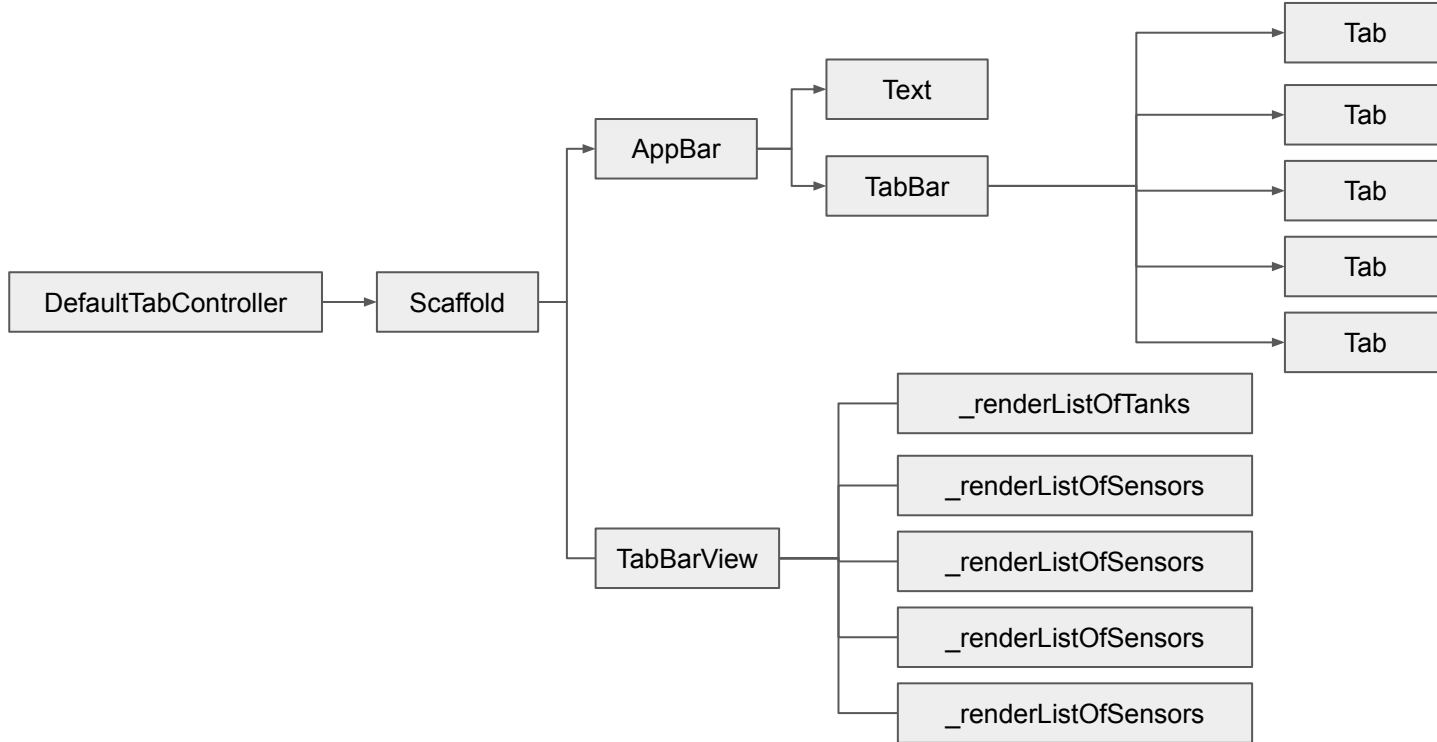 Tab
Text
Tab
AppBar
TabBar
Tab
Tab
DefaultTabController
Scaffold
Tab
_renderListOfTanks
_renderListOfSensors
TabBarView
_renderListOfSensors
_renderListOfSensors
_renderListOfSensors